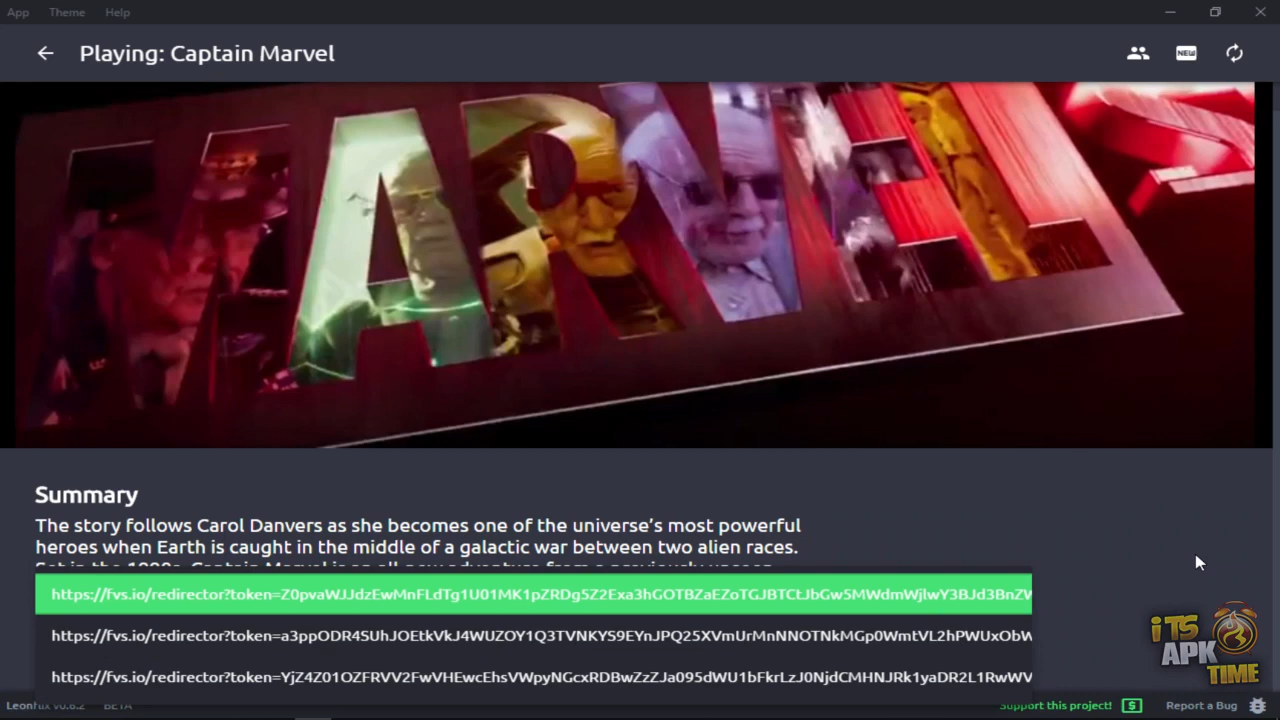 App Theme Help
Playing: Captain Marvel
NEW
MARVEL S
Summary
The story follows Carol Danvers as she becomes one of the universe’s most powerful
heroes when Earth is caught in the middle of a galactic war between two alien races.
https://fvs.io/redirector?token=Z0pvaWJJdzEwMnFLdTg1U01MK1pZRDg5Z2Exa3hGOTBZaEZoTGJBTCtJbGw5MWdmWjlwY3BJd3BnZW
https://fvs.io/redirector?token=a3ppODR4SUhJOEtkVkJ4WUZOY1Q3TVNKYS9EYnJPQ25XVmUrMnNNOTNkMGp0WmtVL2hPWUxObW
https://fvs.io/redirector?token=YjZ4Z01OZFRVV2FwVHEwcEhsVWpyNGcxRDBwZzZJa095dWU1bFkrLzJ0NjdCMHNJRk1yaDR2L1RwWV
iTS
APK
TIME
BETA
Support this project! $ Report a Bug